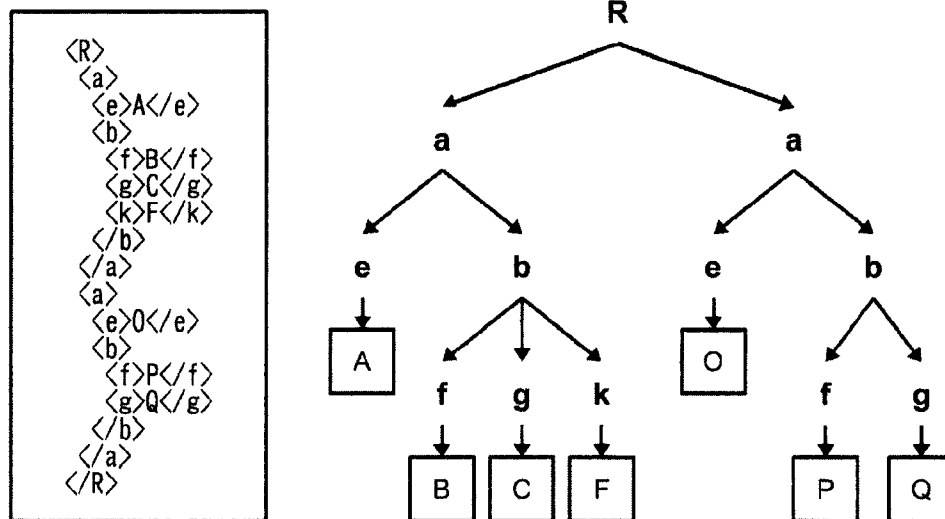 <R>
<a>
<e>A</e>
<b>
<f>B</f>
<g>C</g>
<k>F</k>
</b>
</a>
<a>
<e>O</e>
<b>
<f>P</f>
<g>Q</g>
</b>
</a>
</R>
R
a a
e b e b
A O
f g k f g
B C F P Q